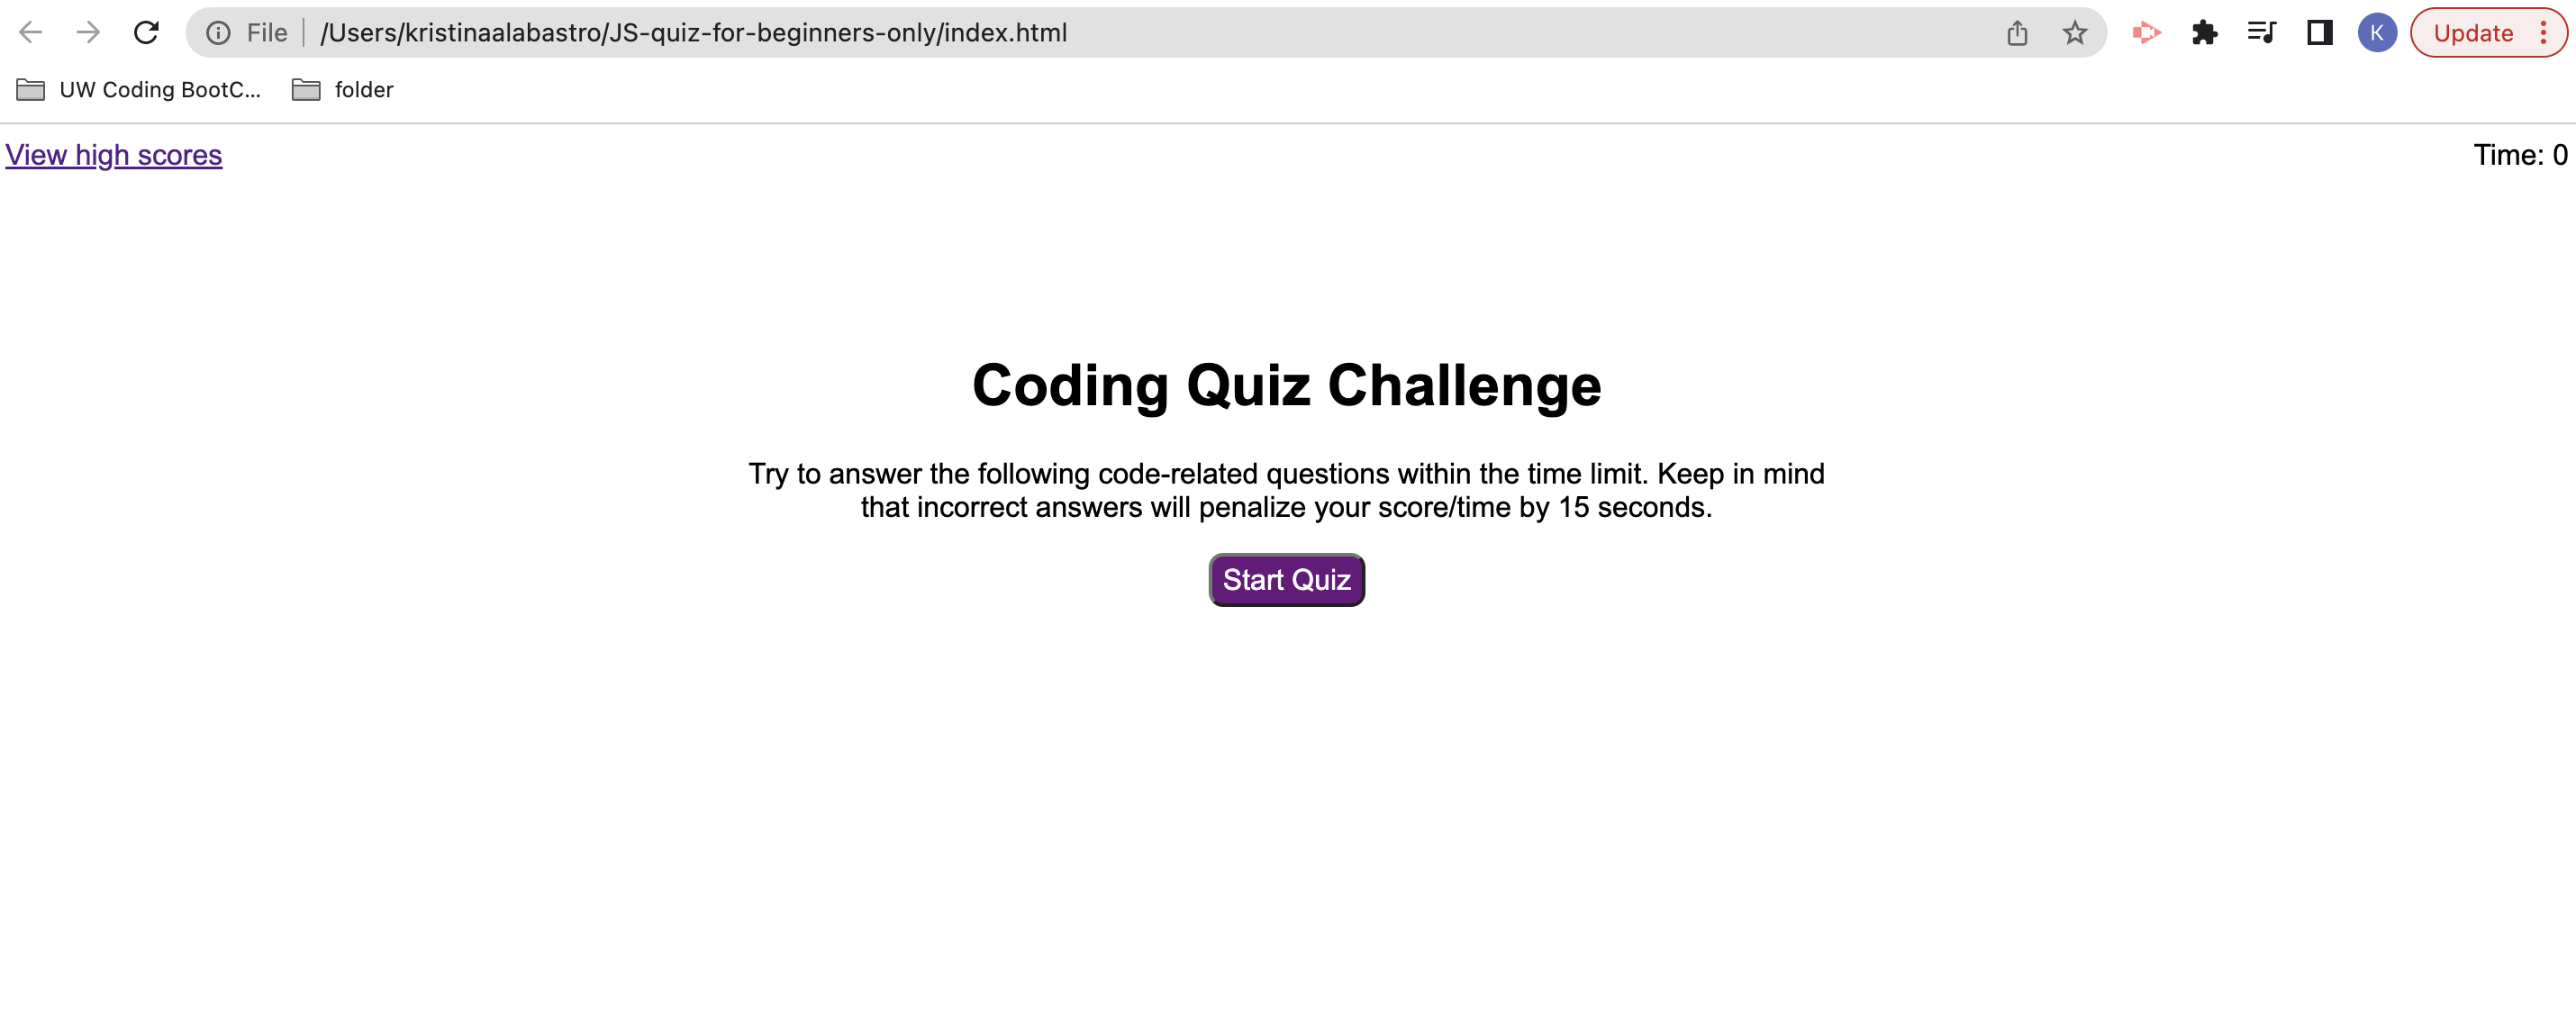 File /Users/kristinaalabastro/JS-quiz-for-beginners-only/index.html K Update
UW Coding BootC... folder
View high scores Time: 0
Coding Quiz Challenge
Try to answer the following code-related questions within the time limit. Keep in mind
that incorrect answers will penalize your score/time by 15 seconds.
Start Quiz